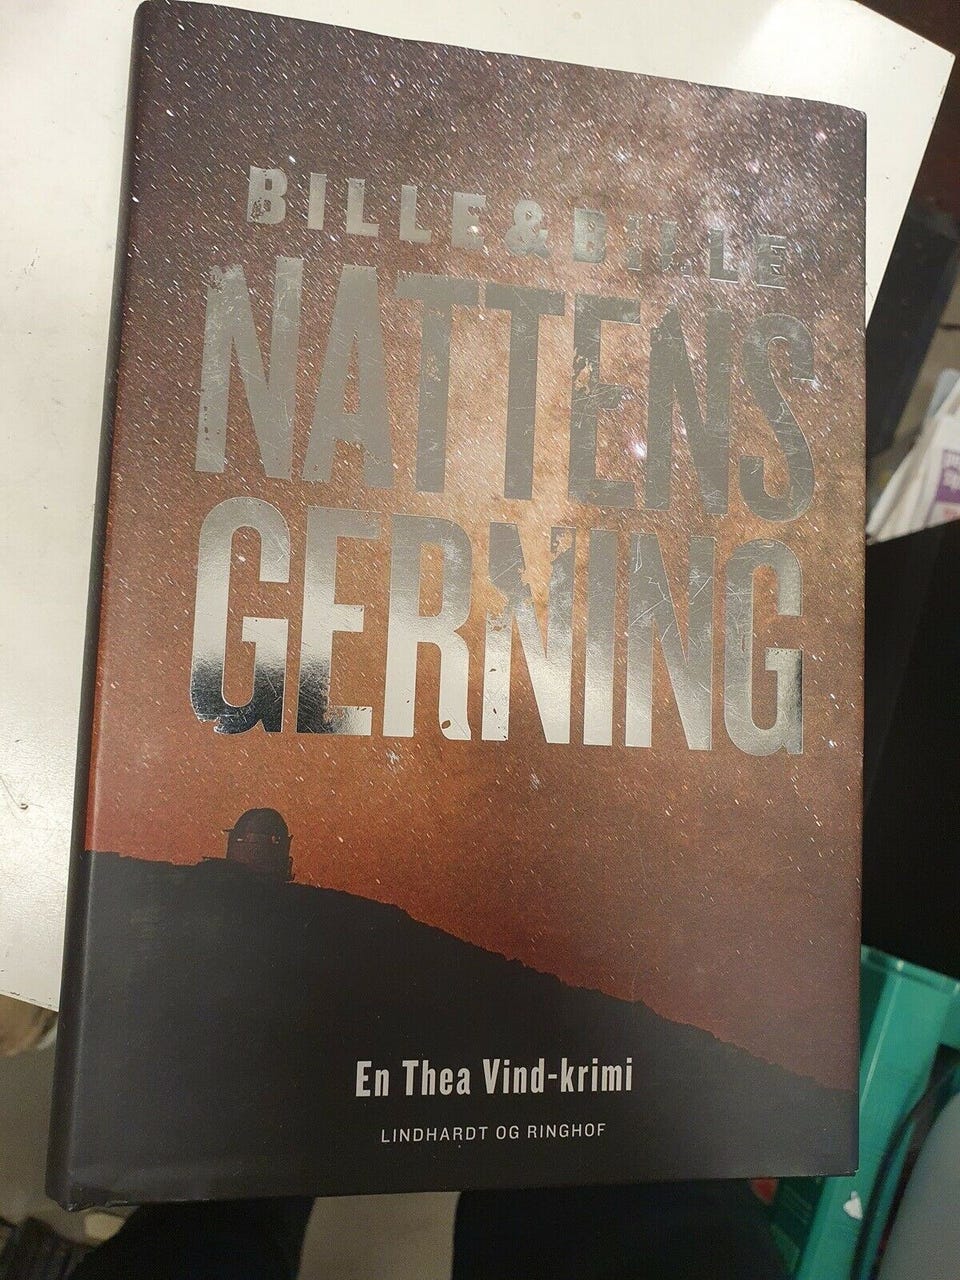 BILLE & BILLE
NATTENS
GERNING
En Thea Vind-krimi
LINDHARDT OG RINGHOF